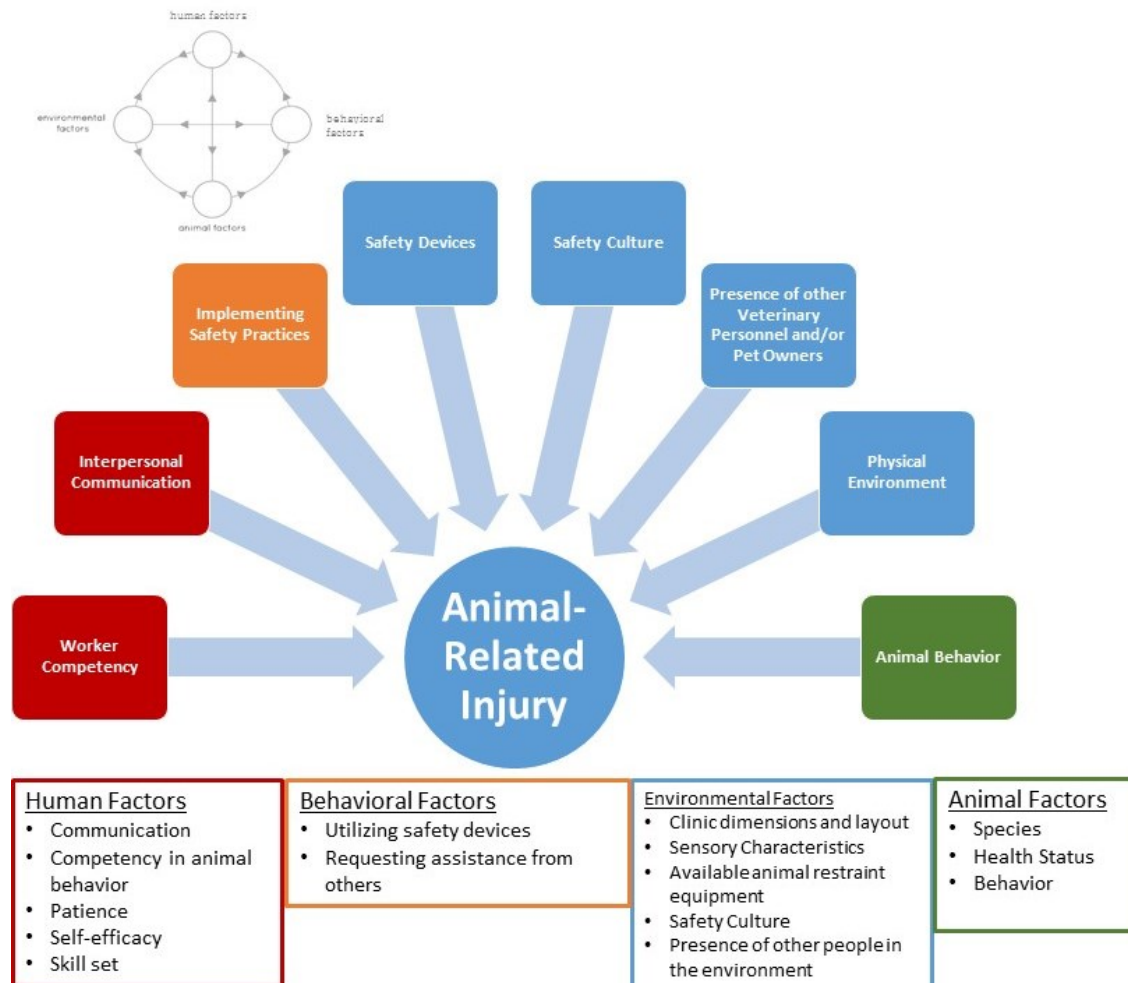 human factors
environmental
factors
behavioral
factors
animal factors
Safety Devices
Safety Culture
Implementing
Safety Practices
Presence of other
Veterinary
Personnel and/or
Pet Owners
Interpersonal
Communication
Physical
Environment
Worker
Competency
Animal-
Related
Injury
Animal Behavior
Human Factors
• Communication
• Competency in animal
behavior
• Patience
• Self-efficacy
• Skill set
Behavioral Factors
• Utilizing safety devices
• Requesting assistance from
others
Environmental Factors
• Clinic dimensions and layout
• Sensory Characteristics
• Available animal restraint
equipment
• Safety Culture
• Presence of other people in
the environment
Animal Factors
• Species
• Health Status
• Behavior